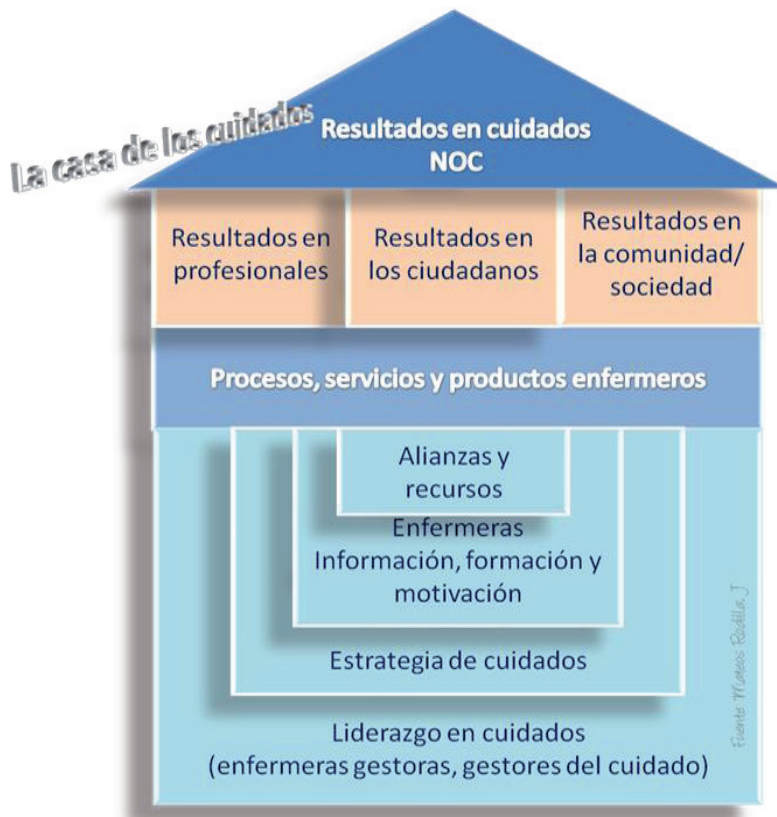 La casa de los cuidados
Resultados en cuidados
NOC
Resultados en
profesionales
Resultados en
los ciudadanos
Resultados en
la comunidad/
sociedad
Procesos, servicios y productos enfermeros
Alianzas y
recursos
Enfermeras
Información, formación y
motivación
Estrategia de cuidados
Liderazgo en cuidados
(enfermeras gestoras, gestores del cuidado)
Fuente Mateos Rodilla, J